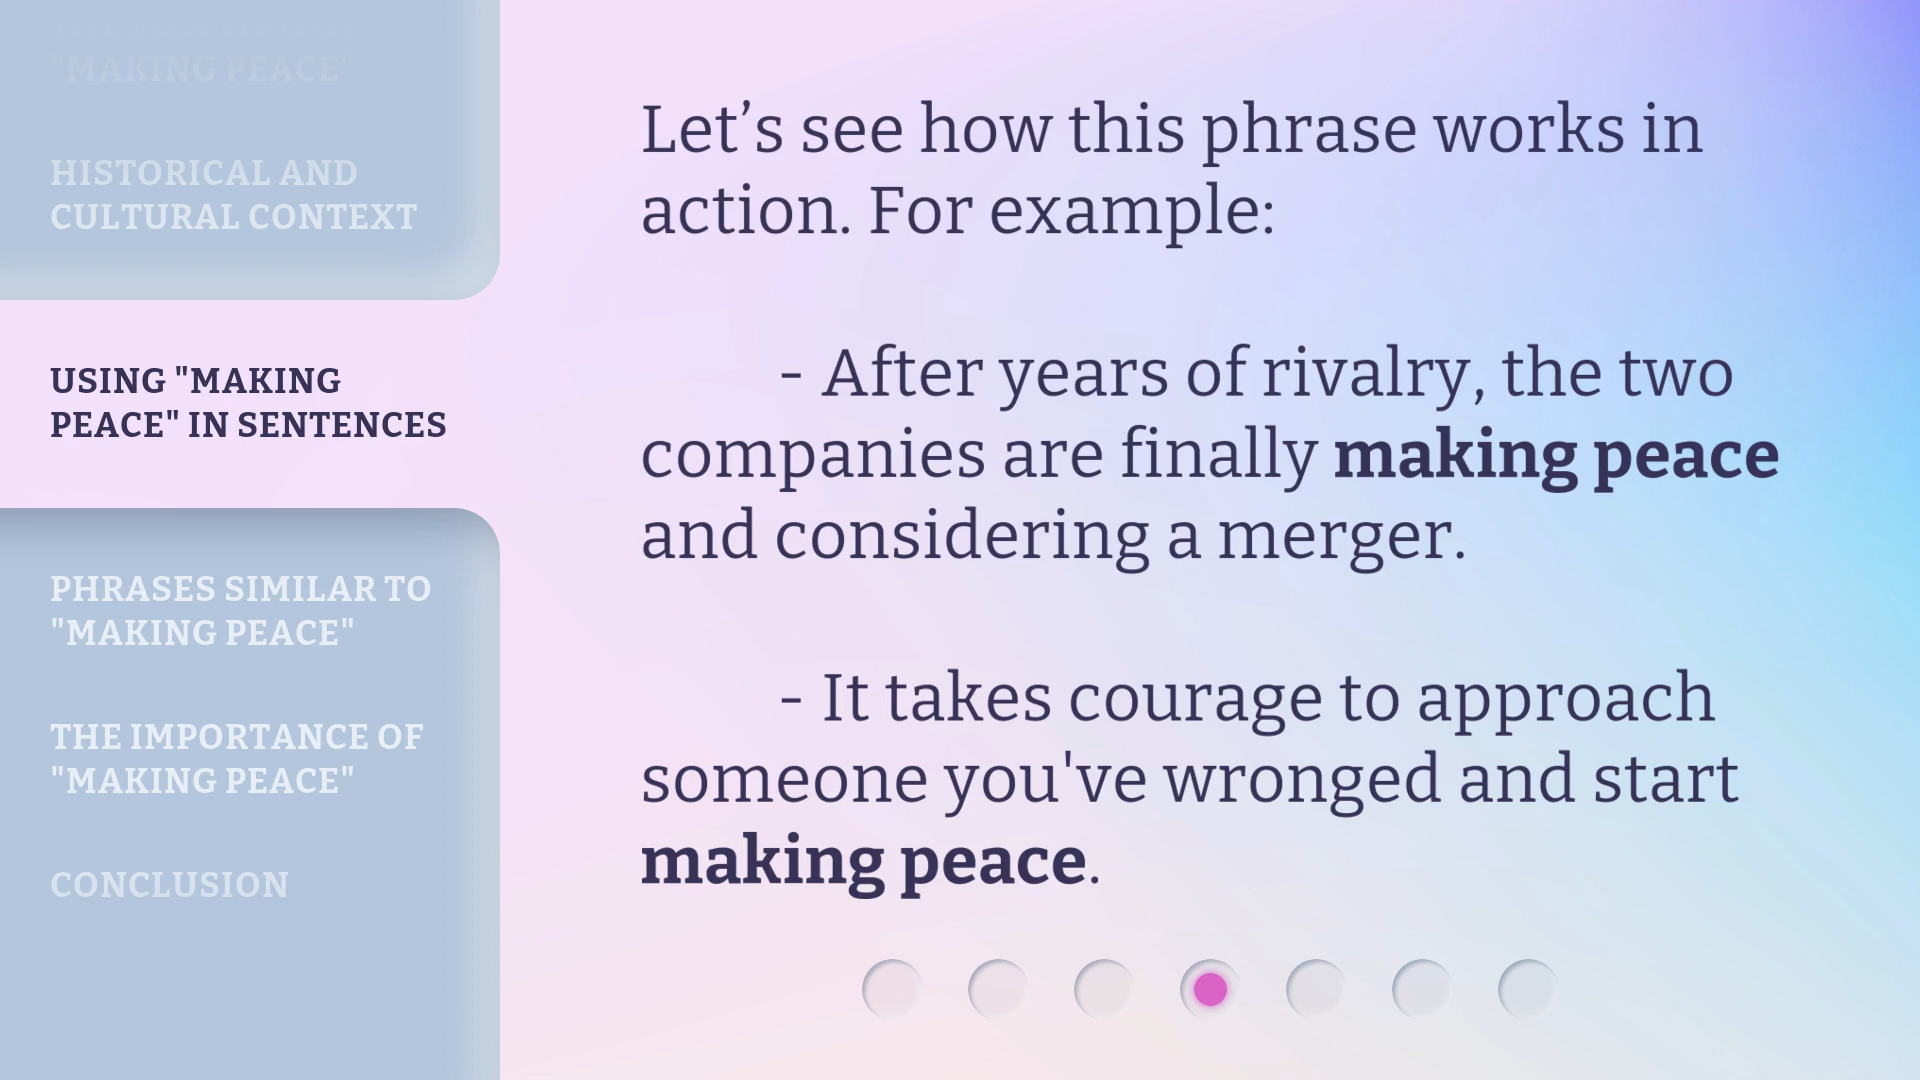 "MAKING PEACE"
HISTORICAL AND
CULTURAL CONTEXT
USING "MAKING
PEACE" IN SENTENCES
PHRASES SIMILAR TO
"MAKING PEACE"
THE IMPORTANCE OF
"MAKING PEACE"
CONCLUSION
Let’s see how this phrase works in
action. For example:
- After years of rivalry, the two
companies are finally making peace
and considering a merger.
- It takes courage to approach
someone you've wronged and start
making peace.